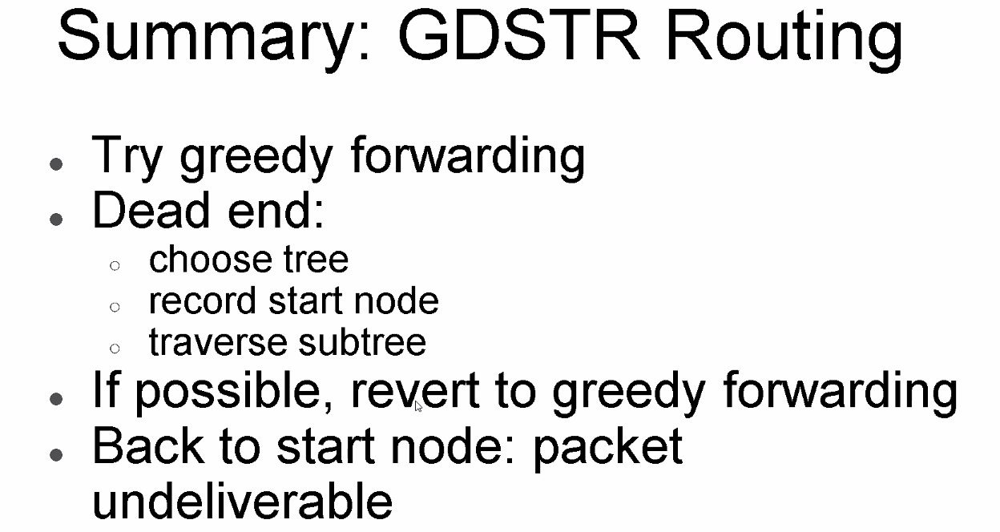 Summary: GDSTR Routing
Try greedy forwarding
Dead end:
choose tree
record start node
traverse subtree
If possible, revert to greedy forwarding
Back to start node: packet
undeliverable